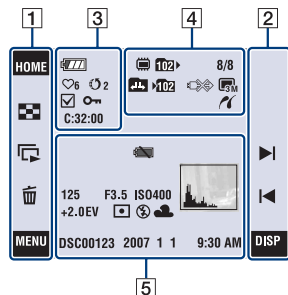 1 3 4 2
HOME
102 8/8
6 2
102 3M
C:32:00
125 F3.5 ISO400
+2.0EV
MENU DSC00123 2007 1 1 9:30 AM DISP
5